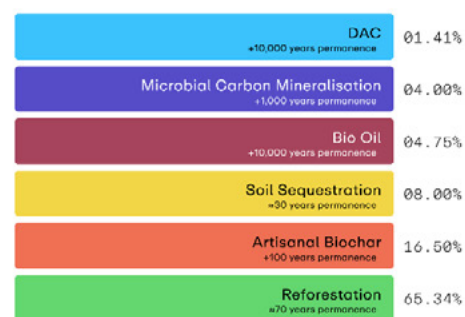 DAC
+10,000 years permanence
01.41%
Microbial Carbon Mineralisation
+1,000 years permanence
04.00%
Bio Oil
+10,000 years permanence
04.75%
Soil Sequestration
≈30 years permanence
08.00%
Artisanal Biochar
+100 years permanence
16.50%
Reforestation
≈70 years permanence
65.34%